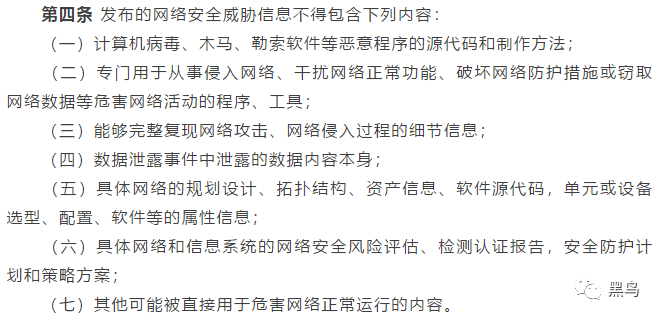 第四条 发布的网络安全威胁信息不得包含下列内容：
（一）计算机病毒、木马、勒索软件等恶意程序的源代码和制作方法；
（二）专门用于从事侵入网络、干扰网络正常功能、破坏网络防护措施或窃取
网络数据等危害网络活动的程序、工具；
（三）能够完整复现网络攻击、网络侵入过程的细节信息；
（四）数据泄露事件中泄露的数据内容本身；
（五）具体网络的规划设计、拓扑结构、资产信息、软件源代码，单元或设备
选型、配置、软件等的属性信息；
（六）具体网络和信息系统的网络安全风险评估、检测认证报告，安全防护计
划和策略方案；
（七）其他可能被直接用于危害网络正常运行的内容。
黑鸟